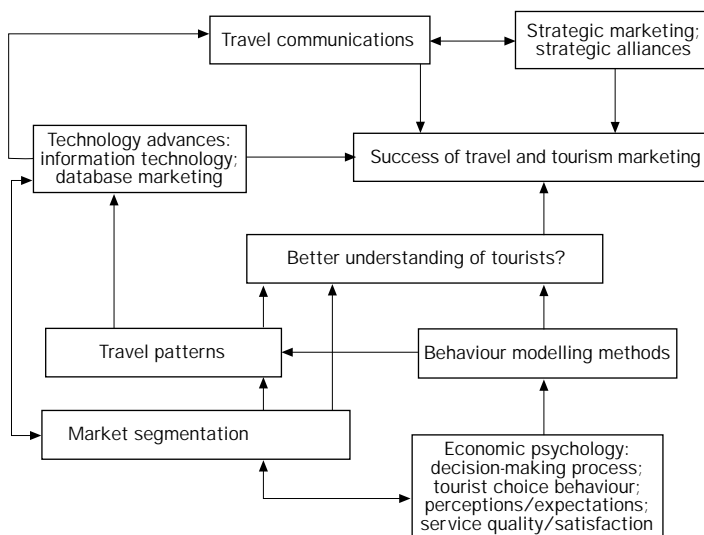 Travel communications
Strategic marketing;
strategic alliances
Technology advances:
information technology;
database marketing
Success of travel and tourism marketing
Better understanding of tourists?
Travel patterns
Behaviour modelling methods
Market segmentation
Economic psychology:
decision-making process;
tourist choice behaviour;
perceptions/expectations;
service quality/satisfaction